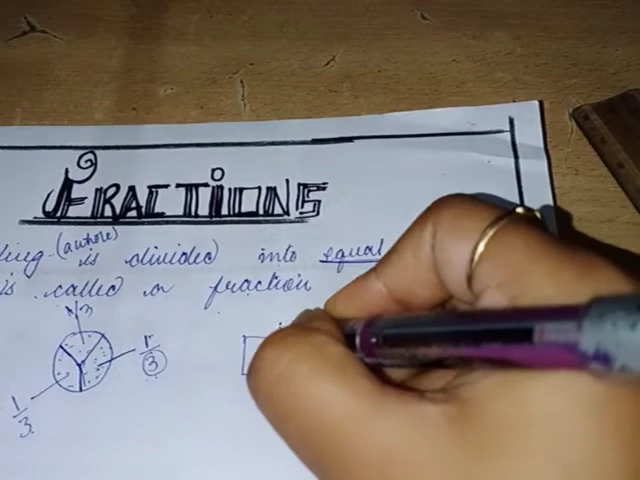 FRACTIONS
(a whole)
is divided into equal
is called a fraction
1/3
1/3
1/3